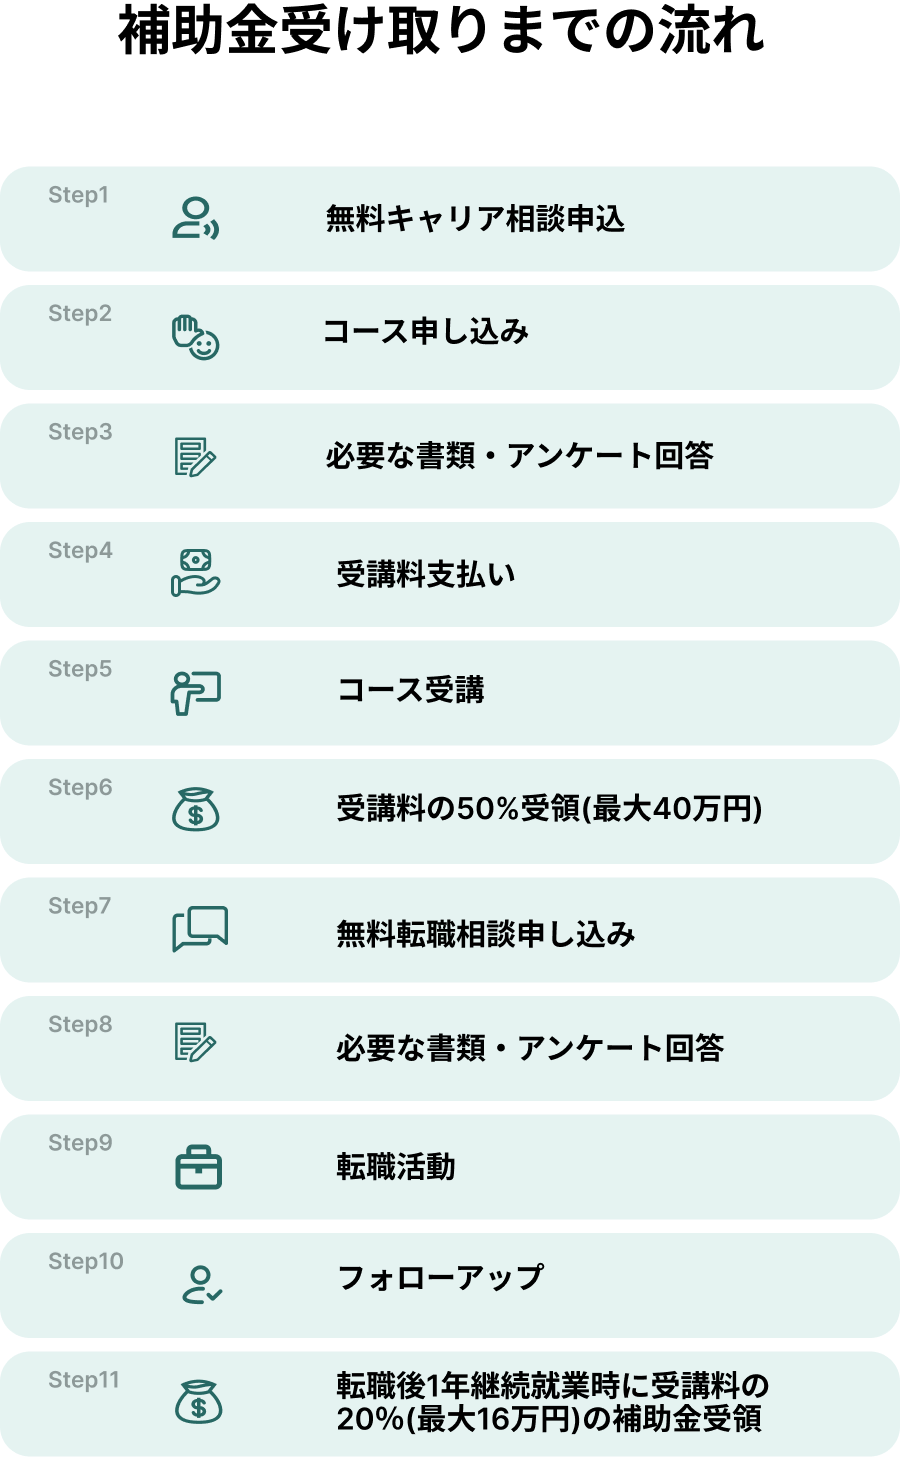 補助金受け取りまでの流れ
Step1
無料キャリア相談申込
Step2
コース申し込み
Step3
必要な書類・アンケート回答
Step4
受講料支払い
Step5
コース受講
Step6
受講料の50%受領(最大40万円)
Step7
無料転職相談申し込み
Step8
必要な書類・アンケート回答
Step9
転職活動
Step10
フォローアップ
Step11
転職後1年継続就業時に受講料の
20%(最大16万円)の補助金受領